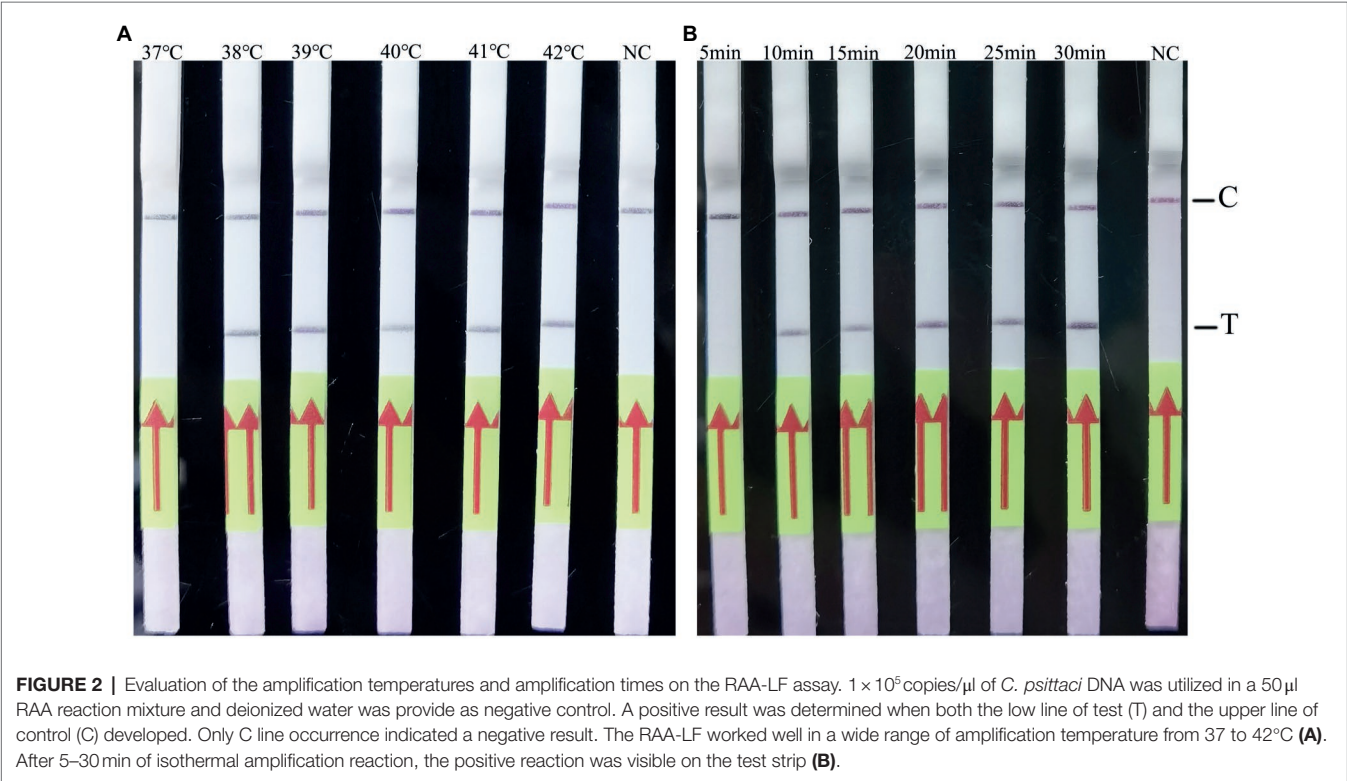 A
B
37°C 38°C 39°C 40°C 41°C 42°C NC
5min 10min 15min 20min 25min 30min NC
C
T
FIGURE 2 | Evaluation of the amplification temperatures and amplification times on the RAA-LF assay. 1 × 10⁵ copies/μl of C. psittaci DNA was utilized in a 50 μl
RAA reaction mixture and deionized water was provide as negative control. A positive result was determined when both the low line of test (T) and the upper line of
control (C) developed. Only C line occurrence indicated a negative result. The RAA-LF worked well in a wide range of amplification temperature from 37 to 42°C (A).
After 5–30 min of isothermal amplification reaction, the positive reaction was visible on the test strip (B).